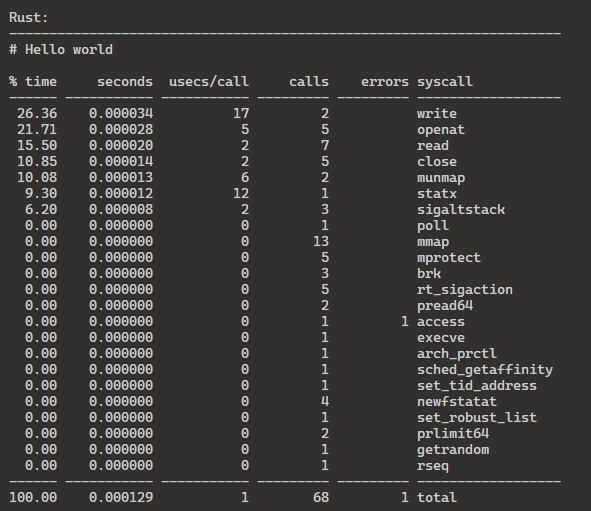 Rust:
---------------------------------------------------------------------
# Hello world
% time     seconds  usecs/call     calls    errors syscall
------ ----------- ----------- --------- --------- ------------------
 26.36    0.000034          17         2           write
 21.71    0.000028           5         5           openat
 15.50    0.000020           2         7           read
 10.85    0.000014           2         5           close
 10.08    0.000013           6         2           munmap
  9.30    0.000012          12         1           statx
  6.20    0.000008           2         3           sigaltstack
  0.00    0.000000           0         1           poll
  0.00    0.000000           0        13           mmap
  0.00    0.000000           0         5           mprotect
  0.00    0.000000           0         3           brk
  0.00    0.000000           0         5           rt_sigaction
  0.00    0.000000           0         2           pread64
  0.00    0.000000           0         1         1 access
  0.00    0.000000           0         1           execve
  0.00    0.000000           0         1           arch_prctl
  0.00    0.000000           0         1           sched_getaffinity
  0.00    0.000000           0         1           set_tid_address
  0.00    0.000000           0         4           newfstatat
  0.00    0.000000           0         1           set_robust_list
  0.00    0.000000           0         2           prlimit64
  0.00    0.000000           0         1           getrandom
  0.00    0.000000           0         1           rseq
------ ----------- ----------- --------- --------- ------------------
100.00    0.000129           1        68         1 total